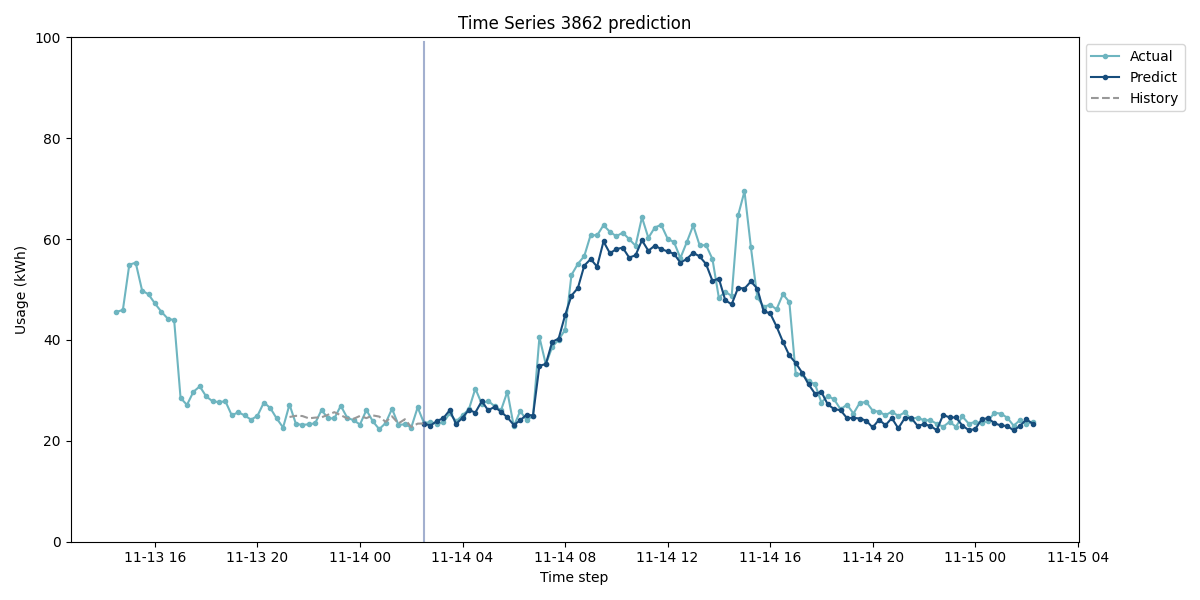 Time Series 3862 prediction
100
80
60
40
20
0
Usage (kWh)
11-13 16
11-13 20
11-14 00
11-14 04
11-14 08
11-14 12
11-14 16
11-14 20
11-15 00
11-15 04
Time step
Actual
Predict
History